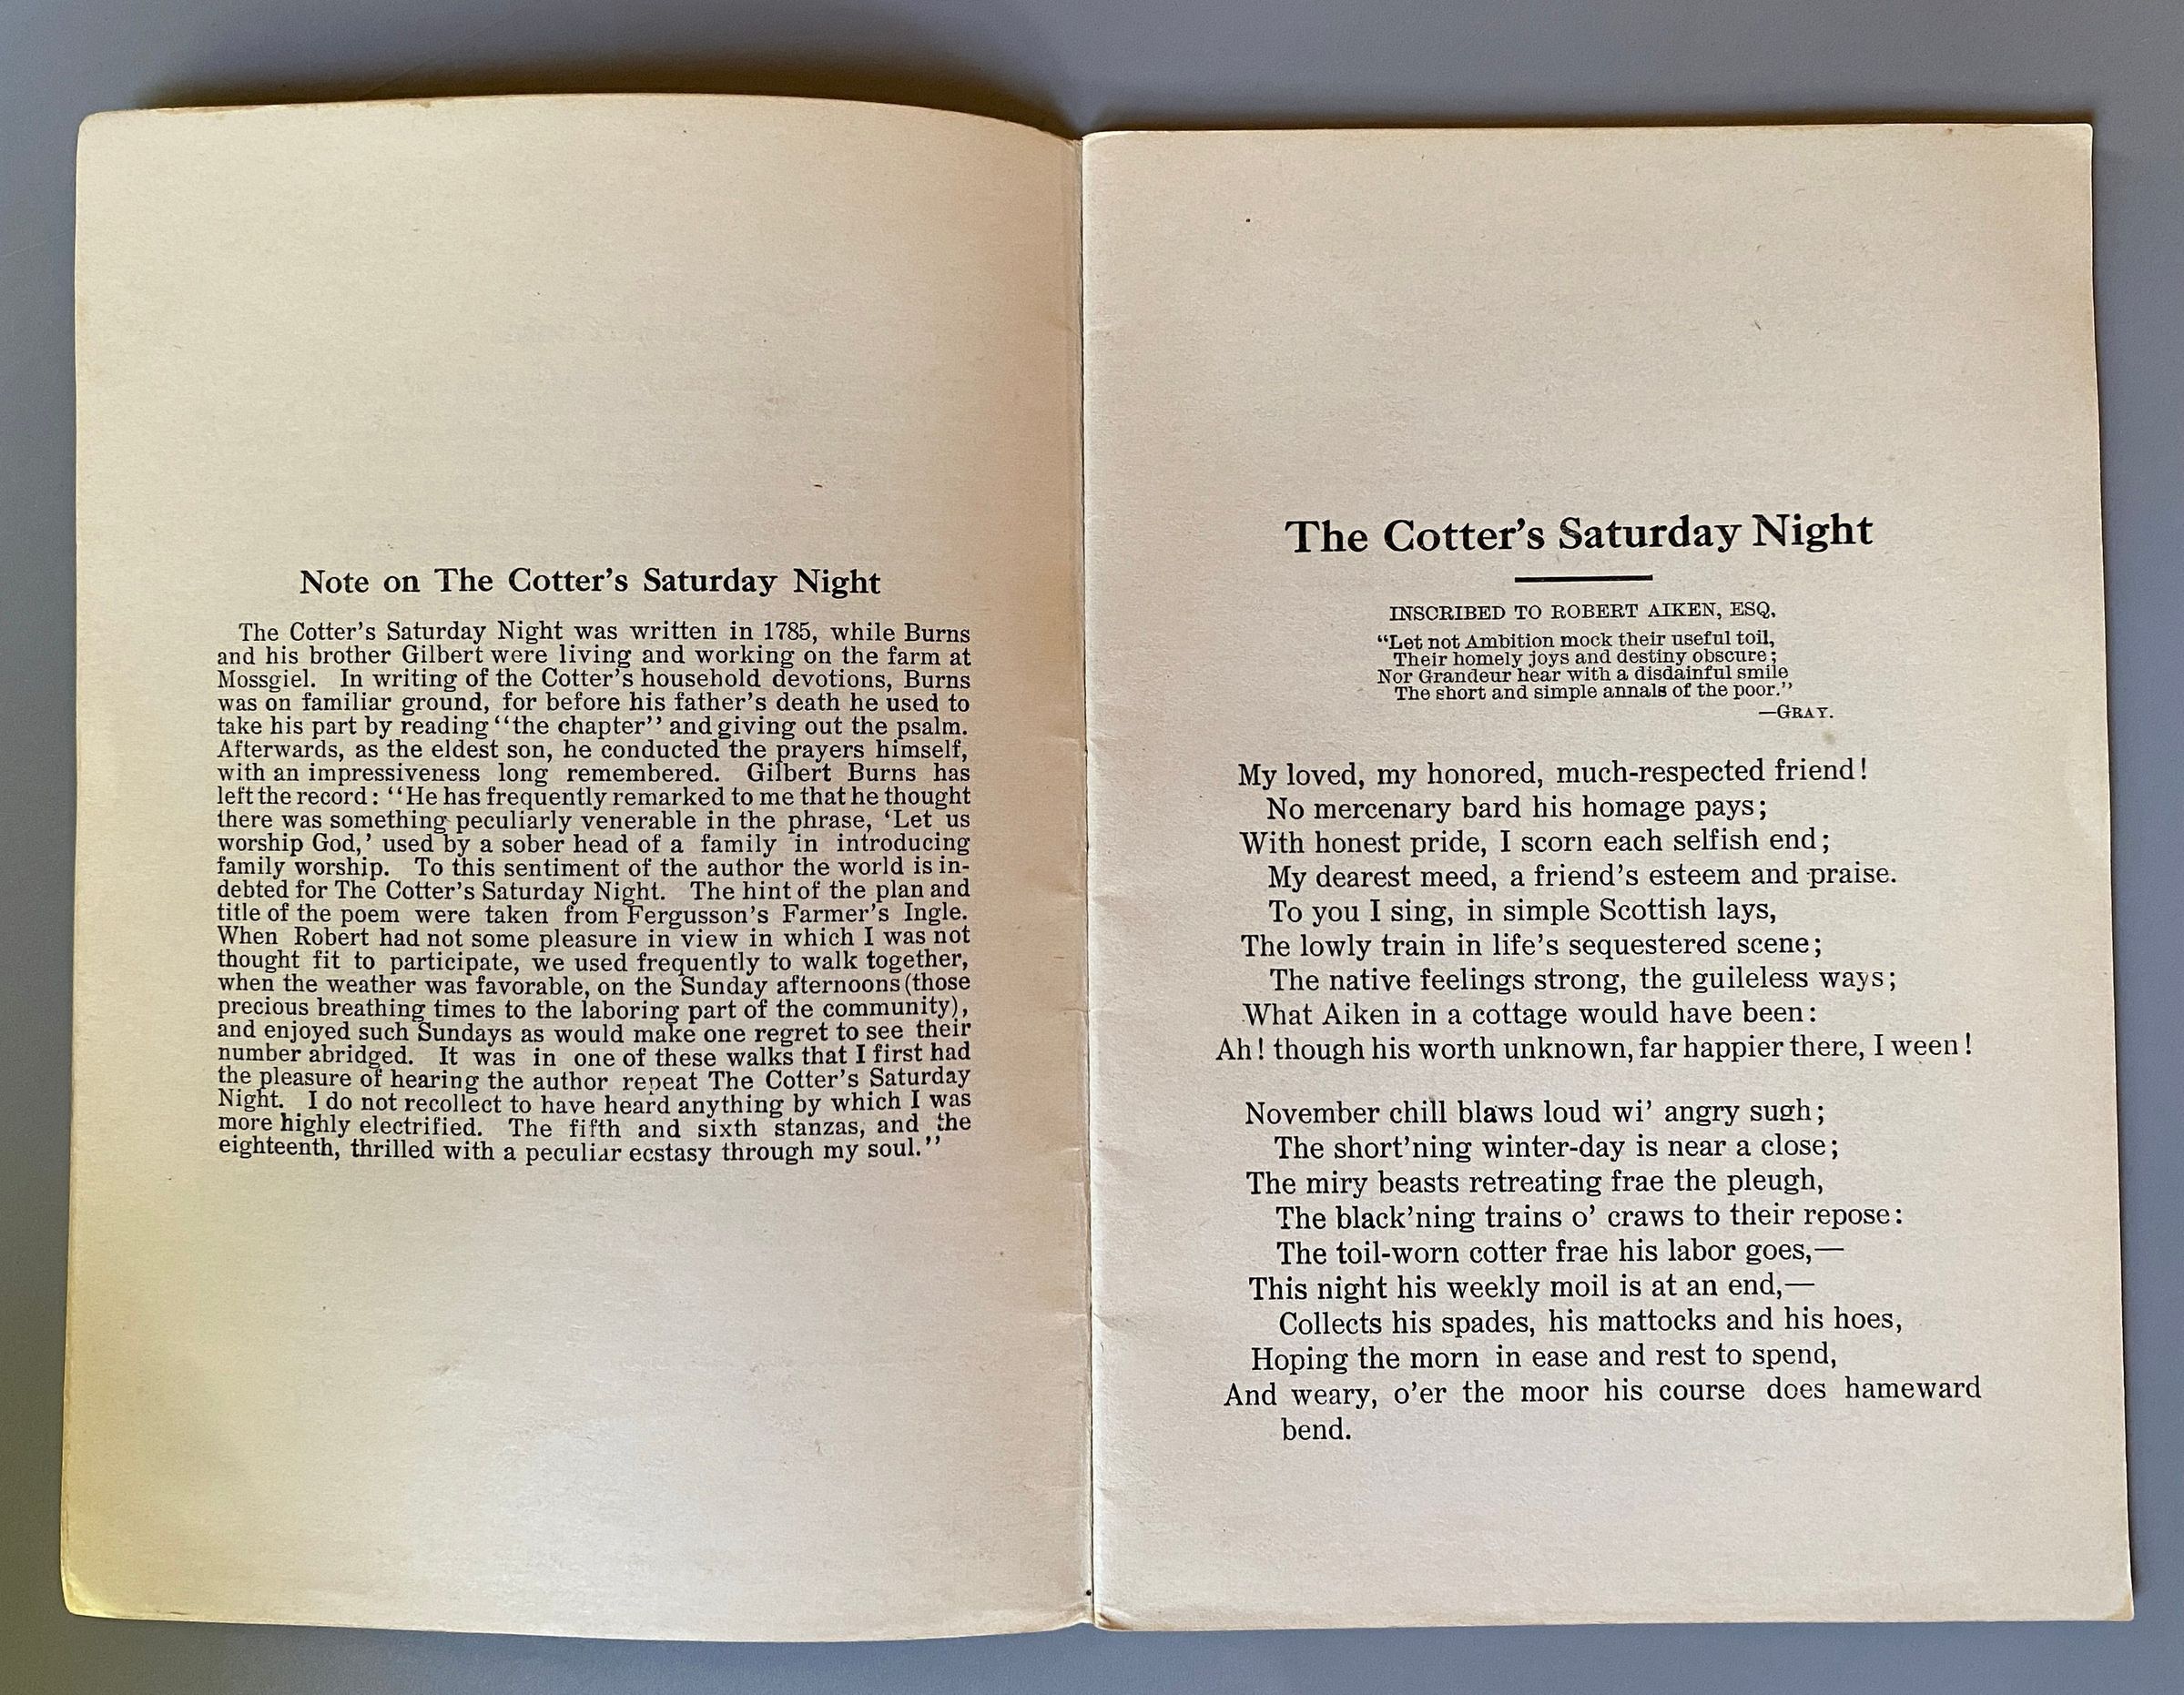 Note on The Cotter's Saturday Night
The Cotter's Saturday Night was written in 1785, while Burns
and his brother Gilbert were living and working on the farm at
Mossgiel. In writing of the Cotter's household devotions, Burns
was on familiar ground, for before his father's death he used to
take his part by reading "the chapter" and giving out the psalm.
Afterwards, as the eldest son, he conducted the prayers himself,
with an impressiveness long remembered. Gilbert Burns has
left the record: "He has frequently remarked to me that he thought
there was something peculiarly venerable in the phrase, 'Let us
worship God,' used by a sober head of a family in introducing
family worship. To this sentiment of the author the world is in-
debted for The Cotter's Saturday Night. The hint of the plan and
title of the poem were taken from Fergusson's Farmer's Ingle.
When Robert had not some pleasure in view in which I was not
thought fit to participate, we used frequently to walk together,
when the weather was favorable, on the Sunday afternoons (those
precious breathing times to the laboring part of the community),
and enjoyed such Sundays as would make one regret to see their
number abridged. It was in one of these walks that I first had
the pleasure of hearing the author repeat The Cotter's Saturday
Night. I do not recollect to have heard anything by which I was
more highly electrified. The fifth and sixth stanzas, and the
eighteenth, thrilled with a peculiar ecstasy through my soul."
The Cotter's Saturday Night
INSCRIBED TO ROBERT AIKEN, ESQ.
"Let not Ambition mock their useful toil,
Their homely joys and destiny obscure;
Nor Grandeur hear with a disdainful smile
The short and simple annals of the poor."
—GRAY.
My loved, my honored, much-respected friend!
No mercenary bard his homage pays;
With honest pride, I scorn each selfish end;
My dearest meed, a friend's esteem and praise.
To you I sing, in simple Scottish lays,
The lowly train in life's sequestered scene;
The native feelings strong, the guileless ways;
What Aiken in a cottage would have been:
Ah! though his worth unknown, far happier there, I ween!
November chill blaws loud wi' angry sugh;
The short'ning winter-day is near a close;
The miry beasts retreating frae the pleugh,
The black'ning trains o' craws to their repose:
The toil-worn cotter frae his labor goes,—
This night his weekly moil is at an end,—
Collects his spades, his mattocks and his hoes,
Hoping the morn in ease and rest to spend,
And weary, o'er the moor his course does hameward
bend.